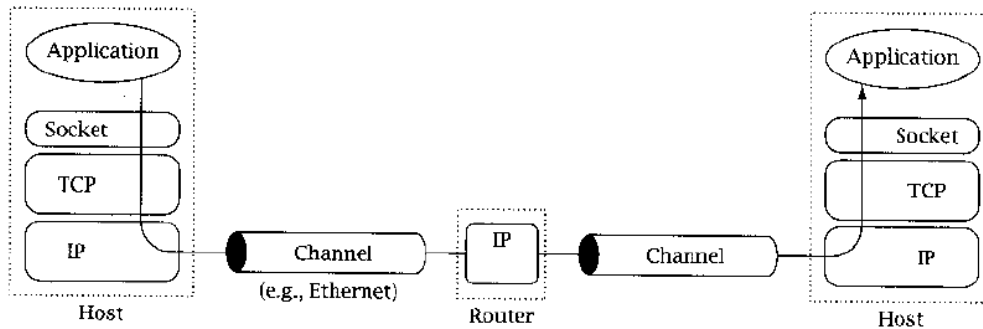 Application
Socket
TCP
IP
Host
Channel
(e.g., Ethernet)
IP
Router
Channel
Application
Socket
TCP
IP
Host